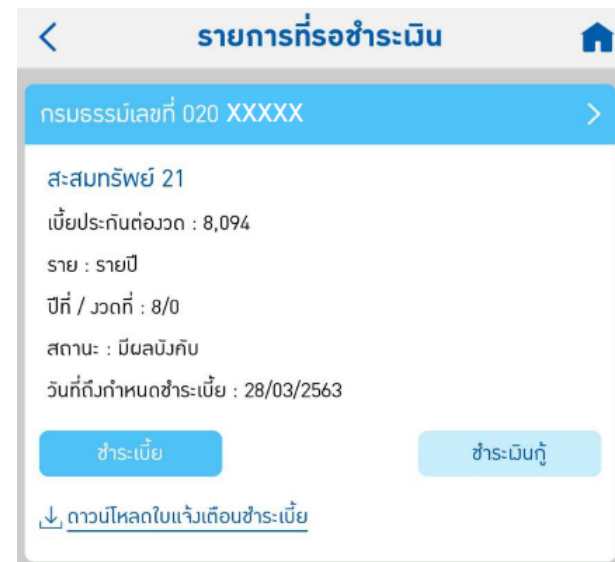 รายการที่รอชำระเงิน
กรมธรรม์เลขที่ 020 XXXXX
สะสมทรัพย์ 21
เบี้ยประกันต่องวด : 8,094
ราย : รายปี
ปีที่ / งวดที่ : 8/0
สถานะ : มีผลบังคับ
วันที่ถึงกำหนดชำระเบี้ย : 28/03/2563
ชำระเบี้ย
ชำระเงินกู้
ดาวน์โหลดใบแจ้งเตือนชำระเบี้ย